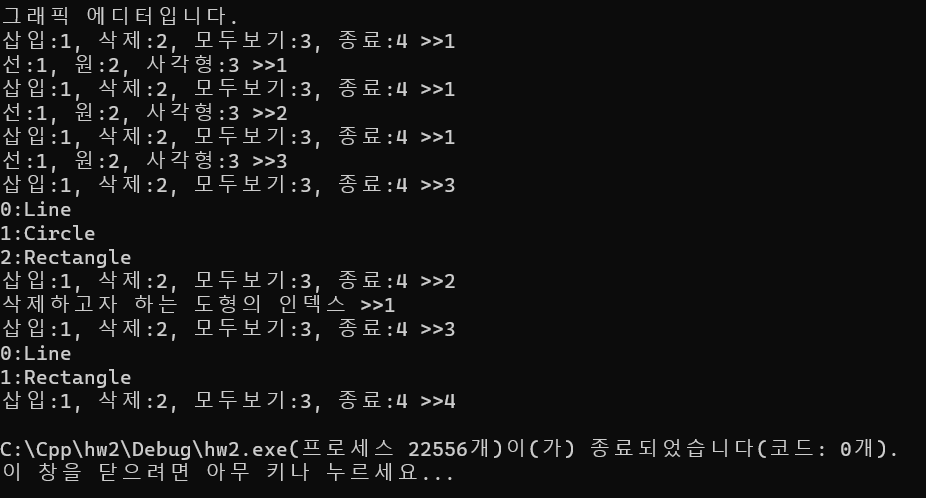 그래픽 에디터입니다.
삽입:1, 삭제:2, 모두보기:3, 종료:4 >>1
선:1, 원:2, 사각형:3 >>1
삽입:1, 삭제:2, 모두보기:3, 종료:4 >>1
선:1, 원:2, 사각형:3 >>2
삽입:1, 삭제:2, 모두보기:3, 종료:4 >>1
선:1, 원:2, 사각형:3 >>3
삽입:1, 삭제:2, 모두보기:3, 종료:4 >>3
0:Line
1:Circle
2:Rectangle
삽입:1, 삭제:2, 모두보기:3, 종료:4 >>2
삭제하고자 하는 도형의 인덱스 >>1
삽입:1, 삭제:2, 모두보기:3, 종료:4 >>3
0:Line
1:Rectangle
삽입:1, 삭제:2, 모두보기:3, 종료:4 >>4
C:\Cpp\hw2\Debug\hw2.exe(프로세스 22556개)이(가) 종료되었습니다(코드: 0개).
이 창을 닫으려면 아무 키나 누르세요...